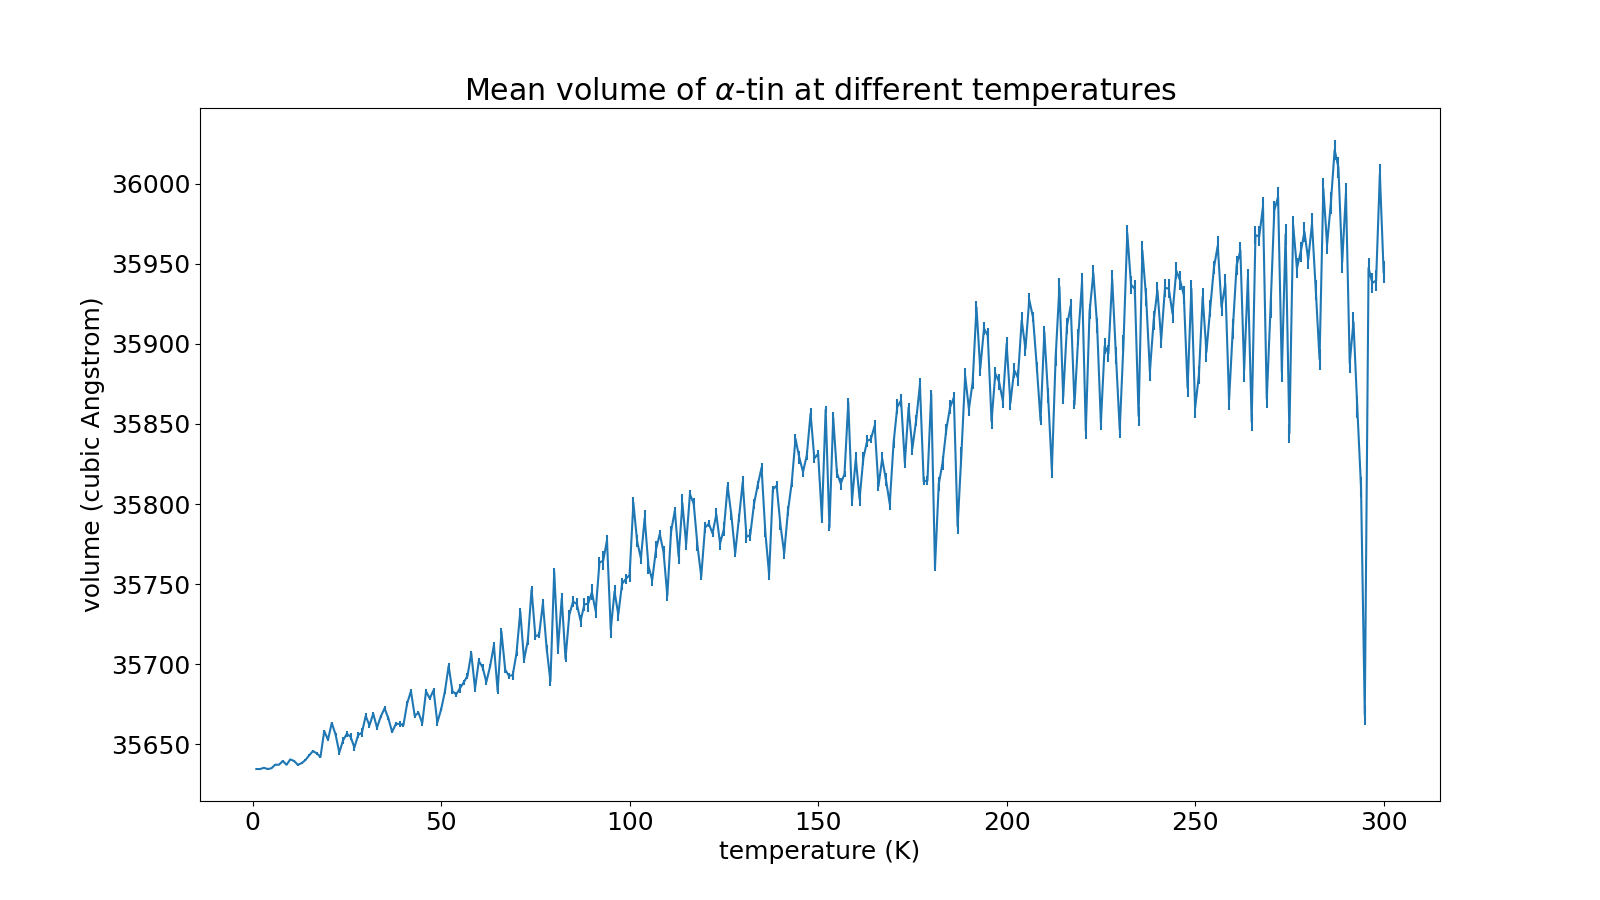 Mean volume of α-tin at different temperatures
36000
35950
35900
35850
35800
35750
35700
35650
volume (cubic Angstrom)
0 50 100 150 200 250 300
temperature (K)